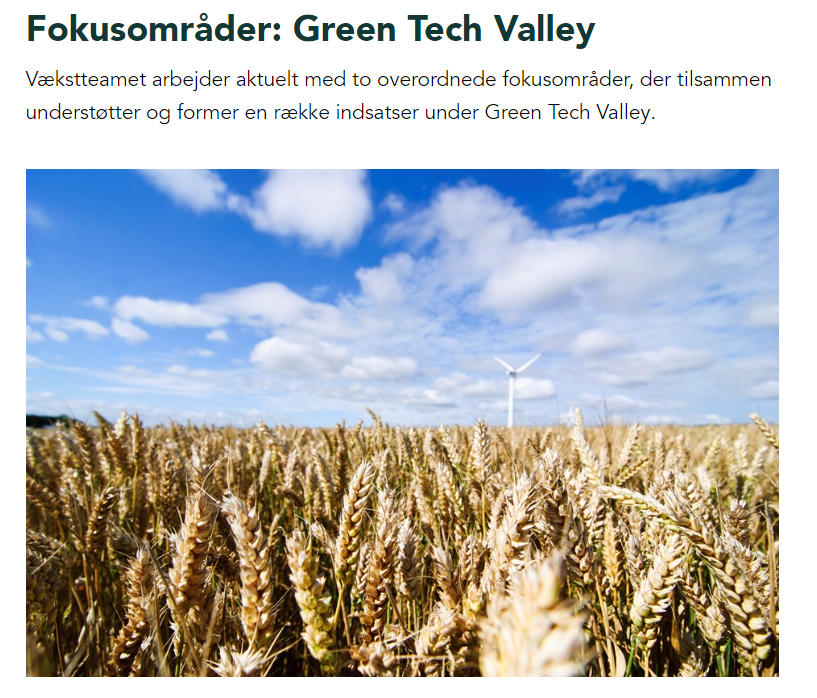 Fokusområder: Green Tech Valley
Vækstteamet arbejder aktuelt med to overordnede fokusområder, der tilsammen
understøtter og former en række indsatser under Green Tech Valley.